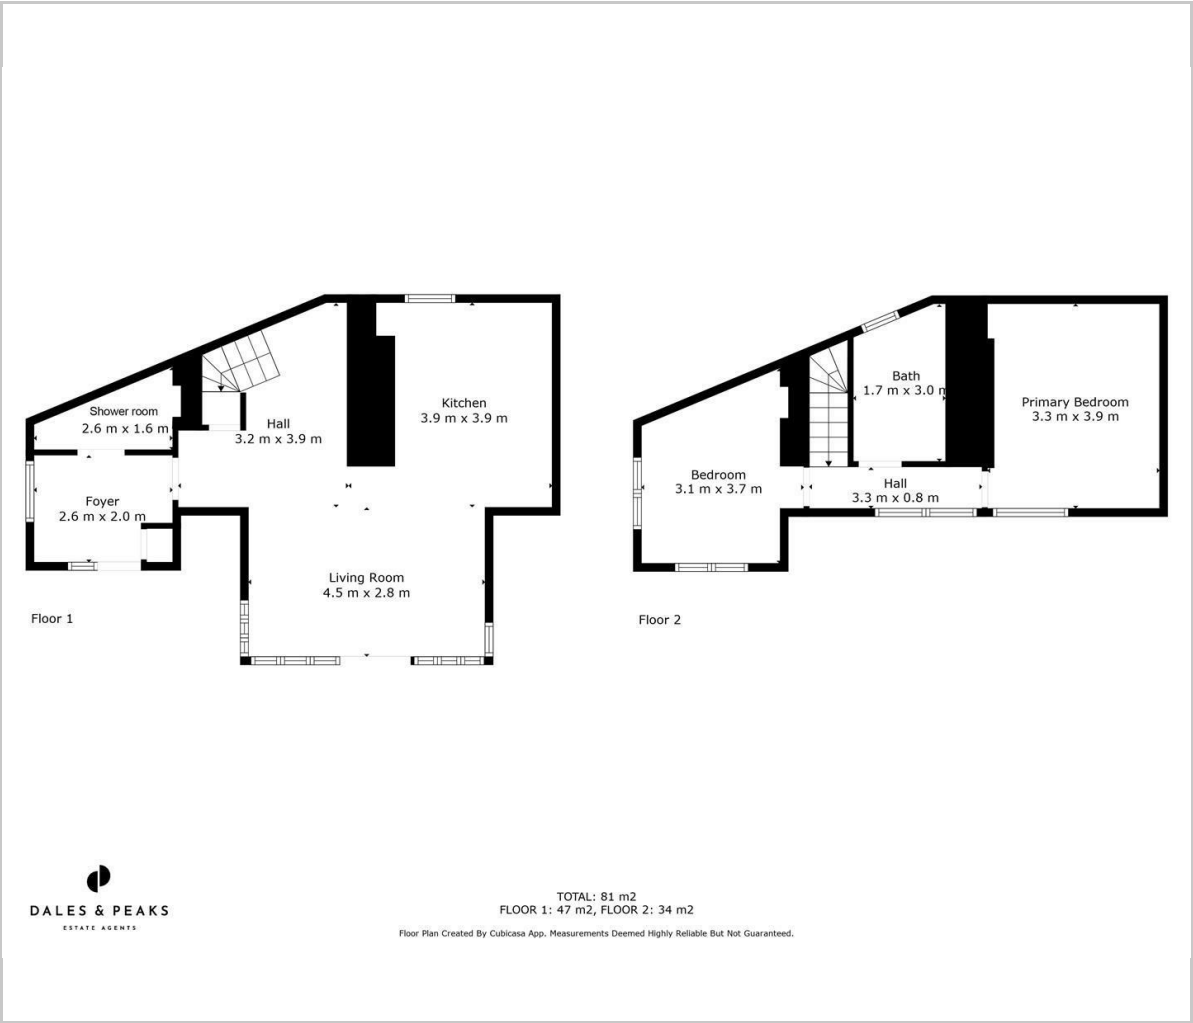 Shower room
2.6 m x 1.6 m
Hall
3.2 m x 3.9 m
Kitchen
3.9 m x 3.9 m
Foyer
2.6 m x 2.0 m
Living Room
4.5 m x 2.8 m
Floor 1
Bath
1.7 m x 3.0 m
Primary Bedroom
3.3 m x 3.9 m
Bedroom
3.1 m x 3.7 m
Hall
3.3 m x 0.8 m
Floor 2
DALES & PEAKS
ESTATE AGENTS
TOTAL: 81 m2
FLOOR 1: 47 m2, FLOOR 2: 34 m2
Floor Plan Created By Cubicasa App. Measurements Deemed Highly Reliable But Not Guaranteed.